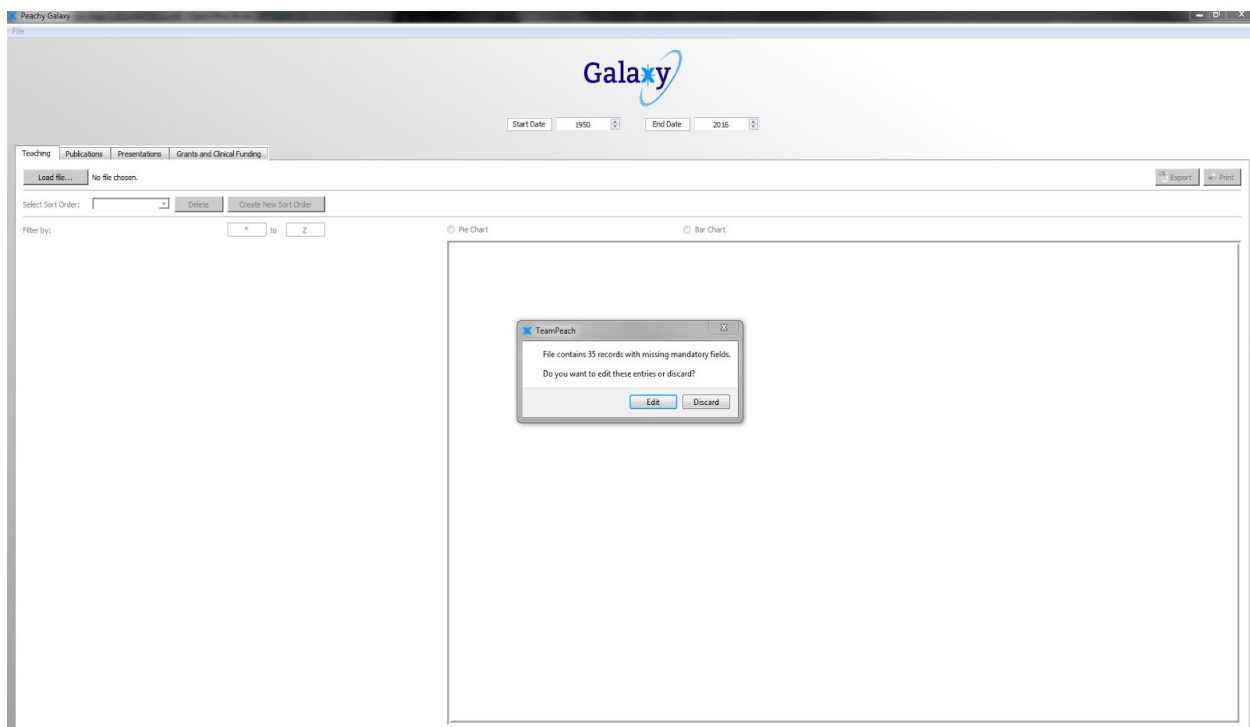 Peachy Galaxy
File
Galaxy
Start Date 1950 End Date 2016
Teaching Publications Presentations Grants and Clinical Funding
Load file... No file chosen. Export Print
Select Sort Order: Delete Create New Sort Order
Filter by: * to Z Pie Chart Bar Chart
TeamPeach
File contains 35 records with missing mandatory fields.
Do you want to edit these entries or discard?
Edit Discard